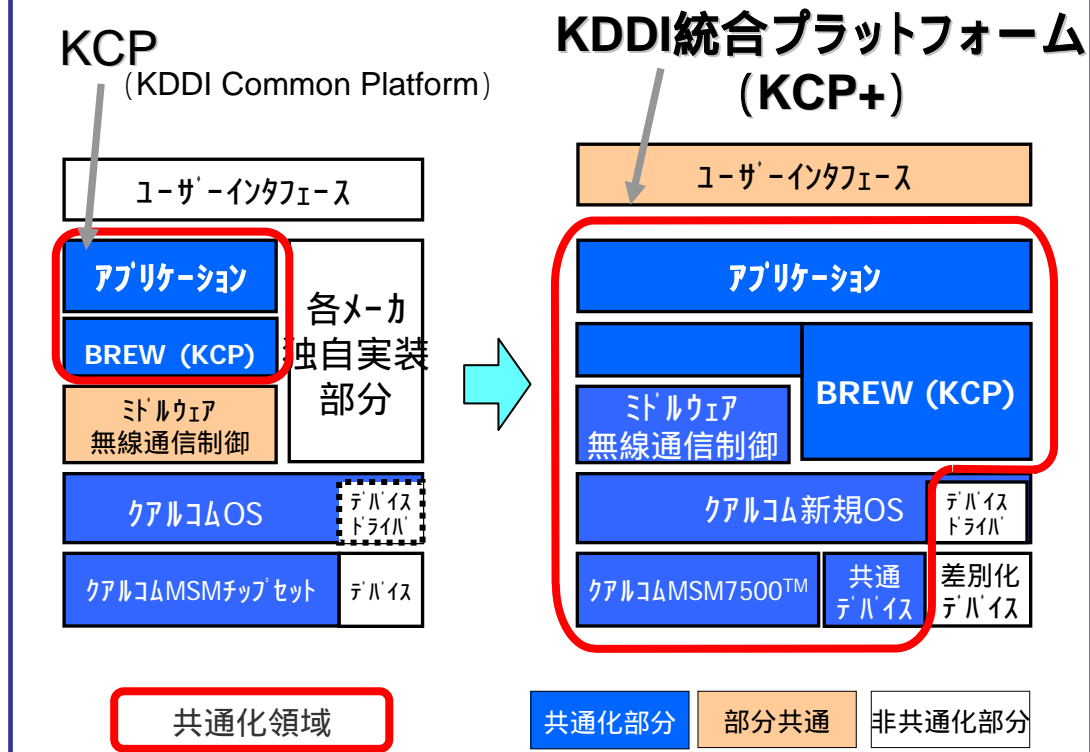 KCP
(KDDI Common Platform)
ﾕｰｻﾞｰｲﾝﾀﾌｪｰｽ
ｱﾌﾟﾘｹｰｼｮﾝ
BREW (KCP)
各ﾒｰｶ
独自実装
部分
ﾐﾄﾞﾙｳｪｱ
無線通信制御
ｸｱﾙｺﾑOS
ﾃﾞﾊﾞｲｽ
ﾄﾞﾗｲﾊﾞ
ｸｱﾙｺﾑMSMﾁｯﾌﾟｾｯﾄ
ﾃﾞﾊﾞｲｽ
KDDI統合プラットフォーム
(KCP+)
ﾕｰｻﾞｰｲﾝﾀﾌｪｰｽ
ｱﾌﾟﾘｹｰｼｮﾝ
BREW (KCP)
ﾐﾄﾞﾙｳｪｱ
無線通信制御
ｸｱﾙｺﾑ新規OS
ﾃﾞﾊﾞｲｽ
ﾄﾞﾗｲﾊﾞ
ｸｱﾙｺﾑMSM7500TM
共通
ﾃﾞﾊﾞｲｽ
差別化
ﾃﾞﾊﾞｲｽ
共通化領域
共通化部分
部分共通
非共通化部分